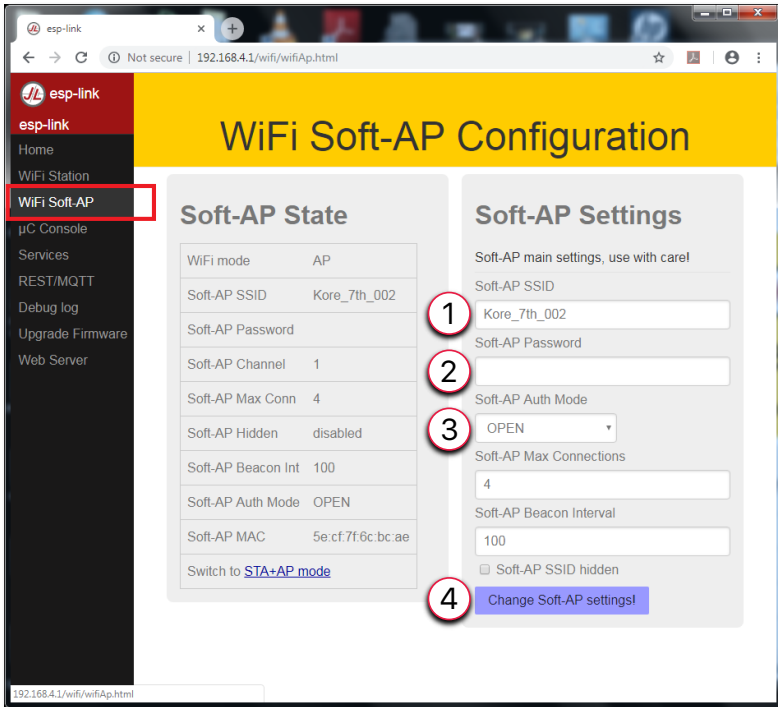 esp-link
Not secure | 192.168.4.1/wifi/wifiAp.html
JL esp-link
esp-link
Home
WiFi Station
WiFi Soft-AP
µC Console
Services
REST/MQTT
Debug log
Upgrade Firmware
Web Server
WiFi Soft-AP Configuration
Soft-AP State
WiFi mode AP
Soft-AP SSID Kore_7th_002
Soft-AP Password
Soft-AP Channel 1
Soft-AP Max Conn 4
Soft-AP Hidden disabled
Soft-AP Beacon Int 100
Soft-AP Auth Mode OPEN
Soft-AP MAC 5e:cf:7f:6c:bc:ae
Switch to STA+AP mode
Soft-AP Settings
Soft-AP main settings, use with care!
Soft-AP SSID
1 Kore_7th_002
Soft-AP Password
2
Soft-AP Auth Mode
3 OPEN
Soft-AP Max Connections
4
Soft-AP Beacon Interval
100
Soft-AP SSID hidden
4 Change Soft-AP settings!
192.168.4.1/wifi/wifiAp.html